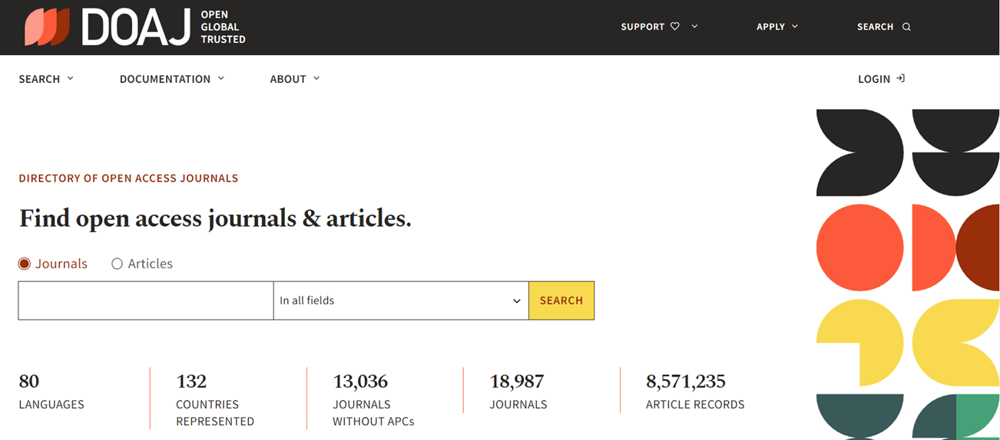 DOAJ
OPEN
GLOBAL
TRUSTED
SUPPORT
APPLY
SEARCH
SEARCH
DOCUMENTATION
ABOUT
LOGIN
DIRECTORY OF OPEN ACCESS JOURNALS
Find open access journals & articles.
Journals
Articles
In all fields
SEARCH
80
LANGUAGES
132
COUNTRIES
REPRESENTED
13,036
JOURNALS
WITHOUT APCs
18,987
JOURNALS
8,571,235
ARTICLE RECORDS